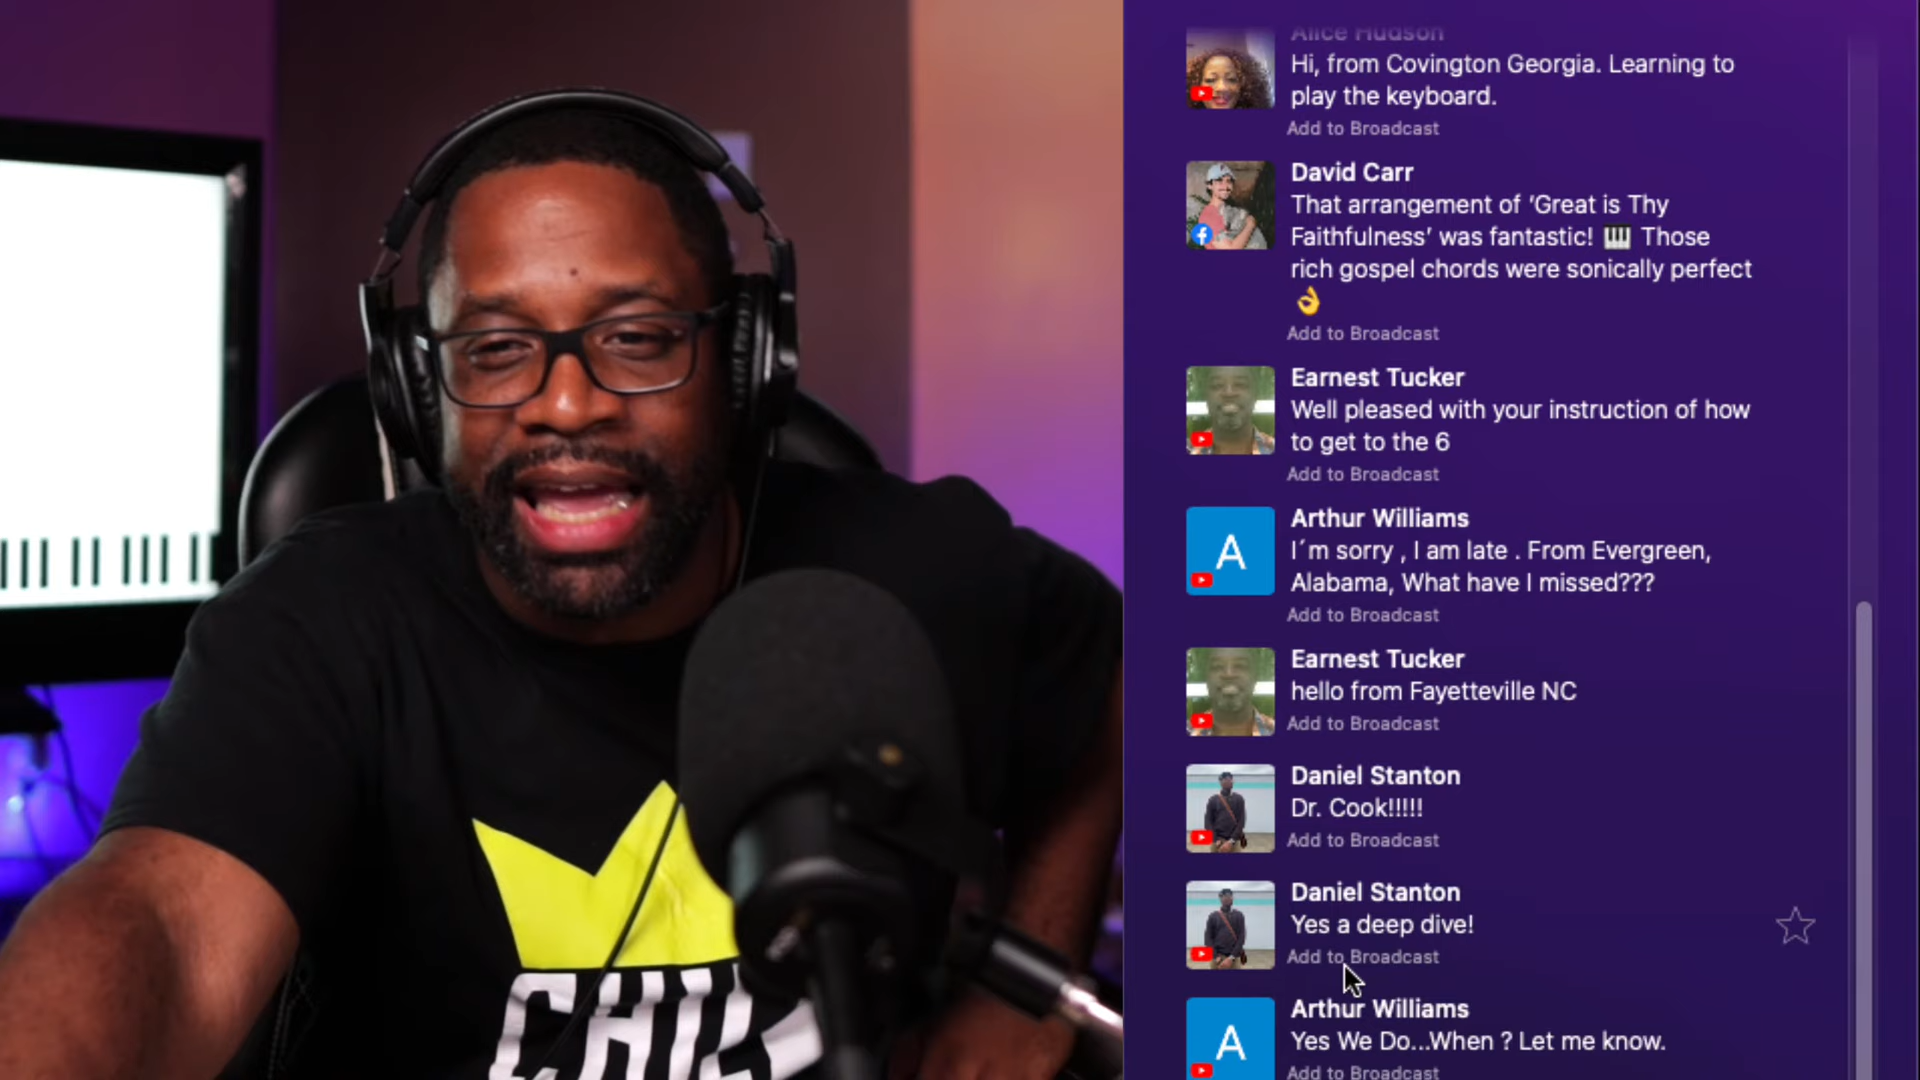 Alice Hudson
Hi, from Covington Georgia. Learning to
play the keyboard.
Add to Broadcast
David Carr
That arrangement of ‘Great is Thy
Faithfulness’ was fantastic! 🎹 Those
rich gospel chords were sonically perfect
👌
Add to Broadcast
Earnest Tucker
Well pleased with your instruction of how
to get to the 6
Add to Broadcast
Arthur Williams
I´m sorry , I am late . From Evergreen,
Alabama, What have I missed???
Add to Broadcast
Earnest Tucker
hello from Fayetteville NC
Add to Broadcast
Daniel Stanton
Dr. Cook!!!!!
Add to Broadcast
Daniel Stanton
Yes a deep dive!
Add to Broadcast
Arthur Williams
Yes We Do...When ? Let me know.
Add to Broadcast
A
A